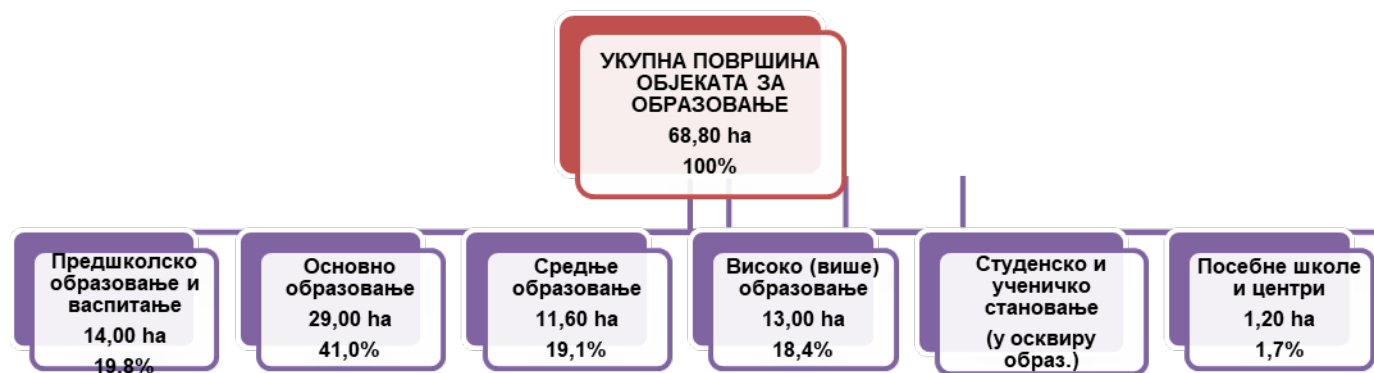 УКУПНА ПОВРШИНА
ОБЈЕКАТА ЗА
ОБРАЗОВАЊЕ
68,80 ha
100%
Предшколско
образовање и
васпитање
14,00 ha
19,8%
Основно
образовање
29,00 ha
41,0%
Средње
образовање
11,60 ha
19,1%
Високо (више)
образовање
13,00 ha
18,4%
Студенско и
ученичко
становање
(у осквиру
образ.)
Посебне школе
и центри
1,20 ha
1,7%